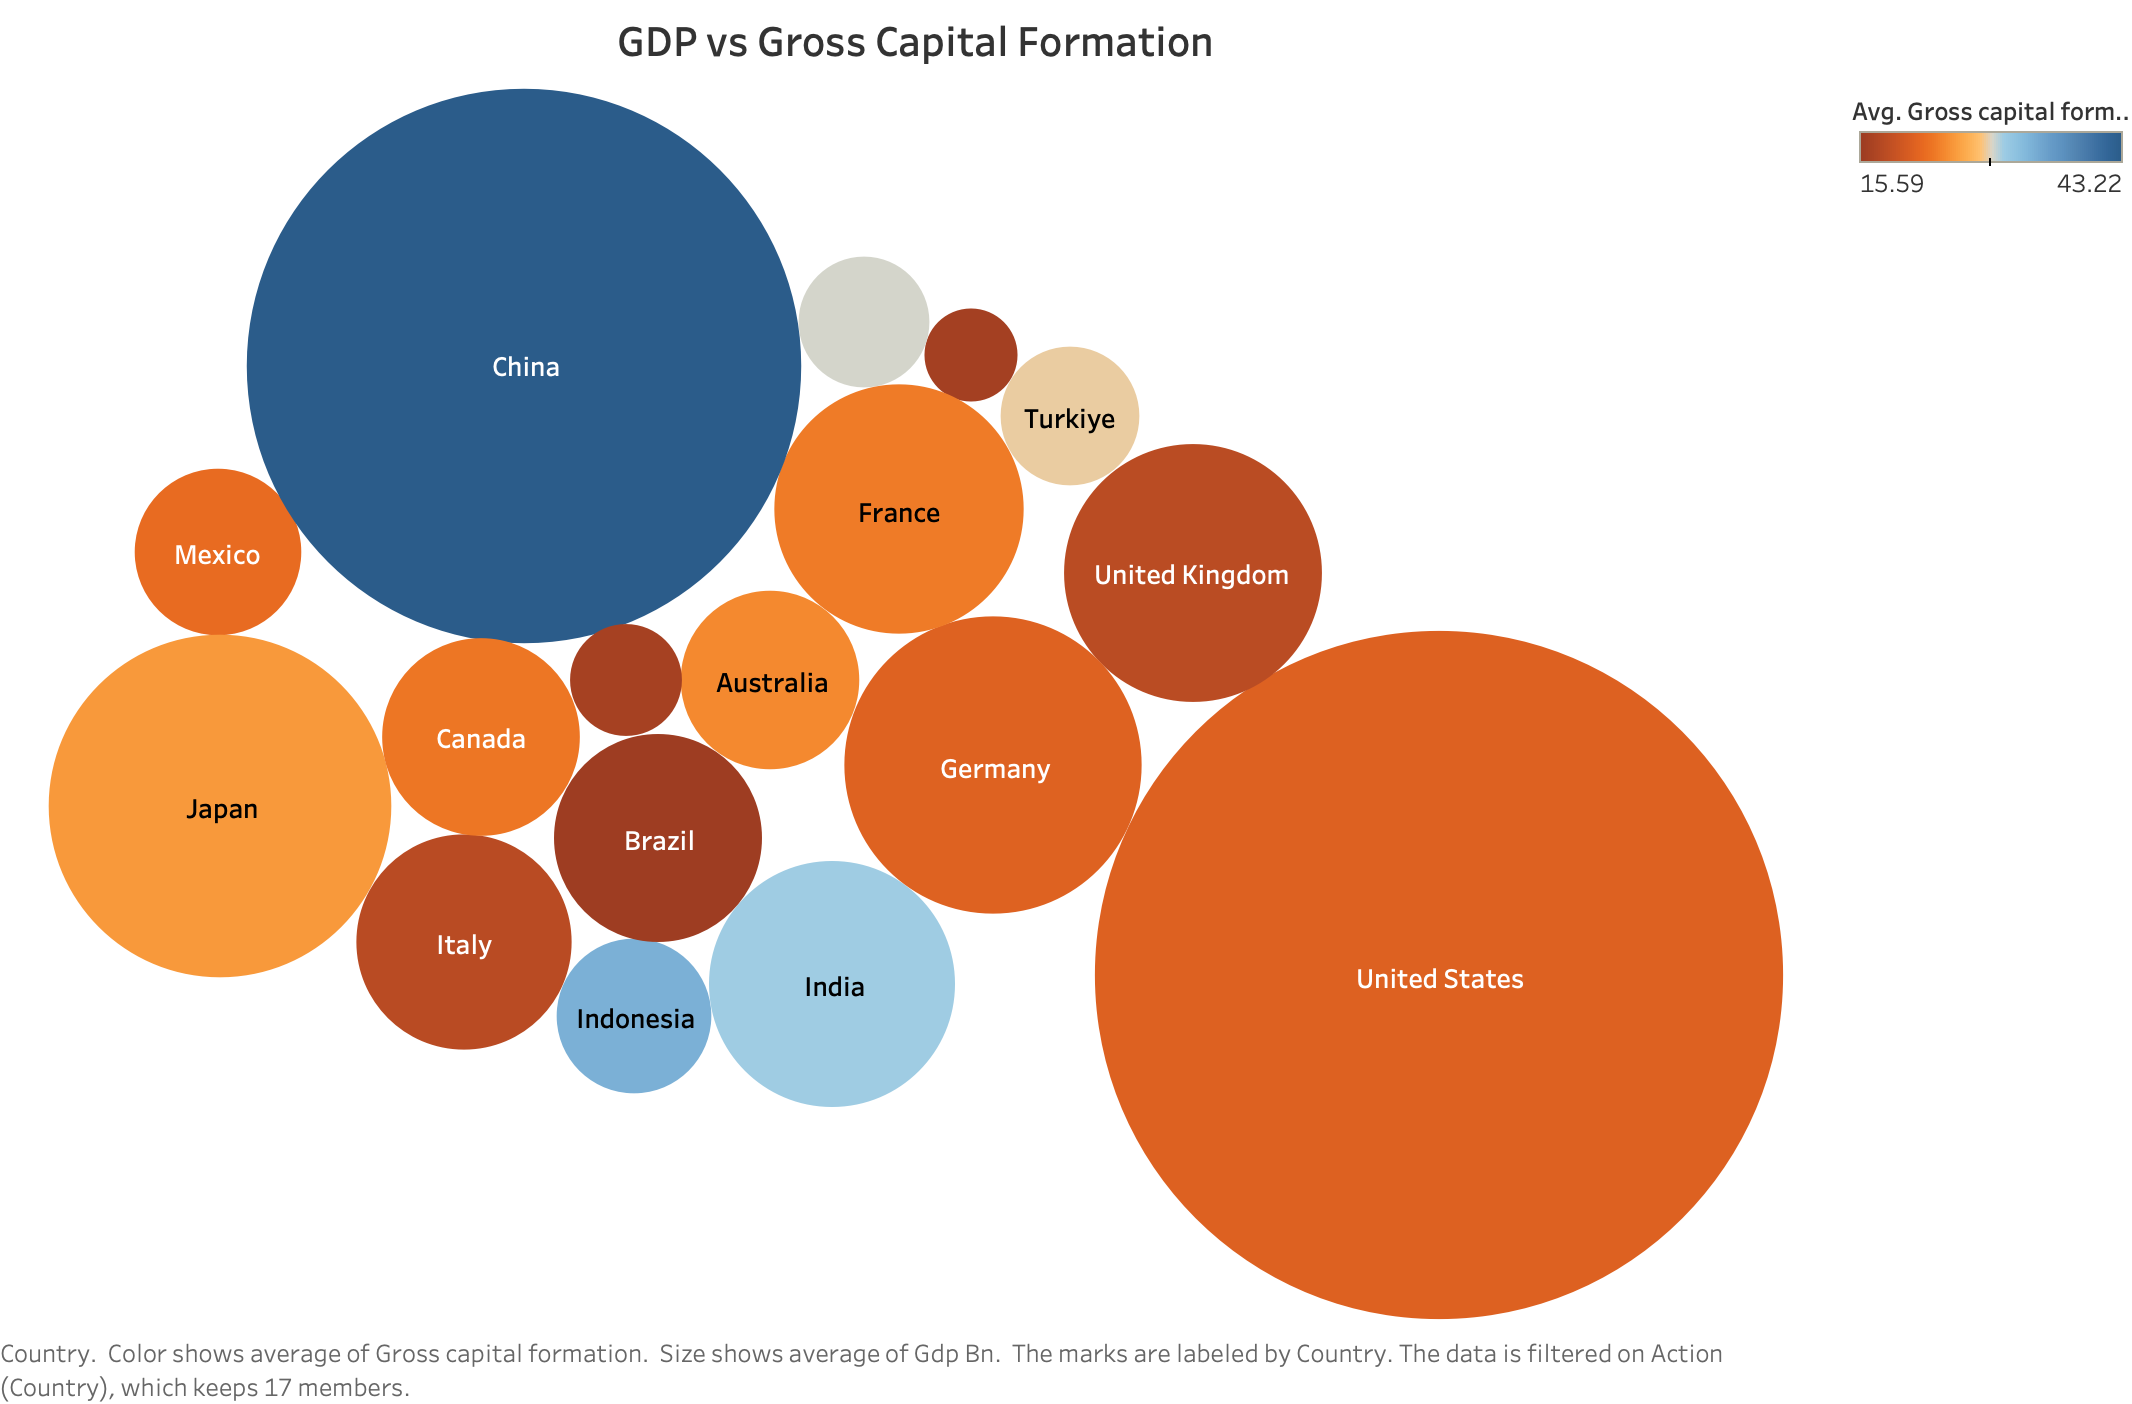 GDP vs Gross Capital Formation
Avg. Gross capital form..
15.59 43.22
China
Turkiye
France
Mexico
United Kingdom
Australia
Canada
Germany
Japan
Brazil
Italy
United States
India
Indonesia
Country.  Color shows average of Gross capital formation.  Size shows average of Gdp Bn.  The marks are labeled by Country. The data is filtered on Action
(Country), which keeps 17 members.